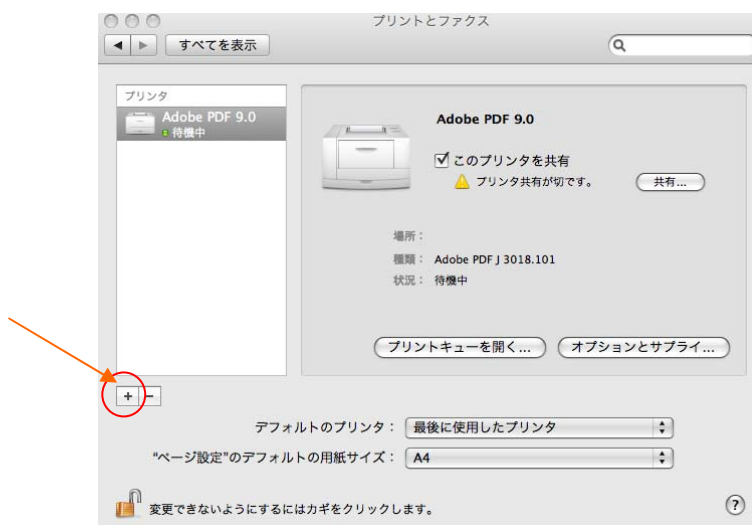 プリントとファクス
すべてを表示
プリンタ
Adobe PDF 9.0
待機中
Adobe PDF 9.0
このプリンタを共有
プリンタ共有が切です。
共有...
場所：
種類： Adobe PDF J 3018.101
状況： 待機中
プリントキューを開く...
オプションとサプライ...
+ −
デフォルトのプリンタ： 最後に使用したプリンタ
“ページ設定”のデフォルトの用紙サイズ： A4
変更できないようにするにはカギをクリックします。
?